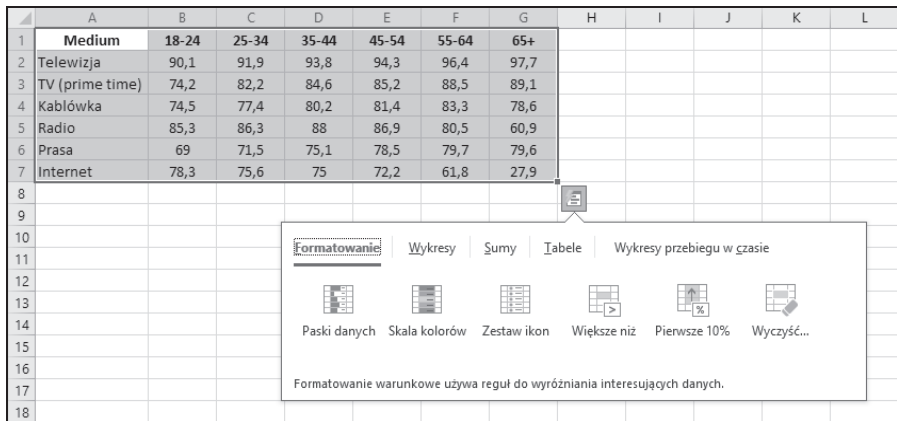 A B C D E F G H I J K L
1 Medium 18-24 25-34 35-44 45-54 55-64 65+
2 Telewizja 90,1 91,9 93,8 94,3 96,4 97,7
3 TV (prime time) 74,2 82,2 84,6 85,2 88,5 89,1
4 Kablówka 74,5 77,4 80,2 81,4 83,3 78,6
5 Radio 85,3 86,3 88 86,9 80,5 60,9
6 Prasa 69 71,5 75,1 78,5 79,7 79,6
7 Internet 78,3 75,6 75 72,2 61,8 27,9
8
9
10
11
12
13
14
15
16
17
18
Formatowanie Wykresy Sumy Tabele Wykresy przebiegu w czasie
Paski danych Skala kolorów Zestaw ikon Większe niż Pierwsze 10% Wyczyść...
Formatowanie warunkowe używa reguł do wyróżniania interesujących danych.